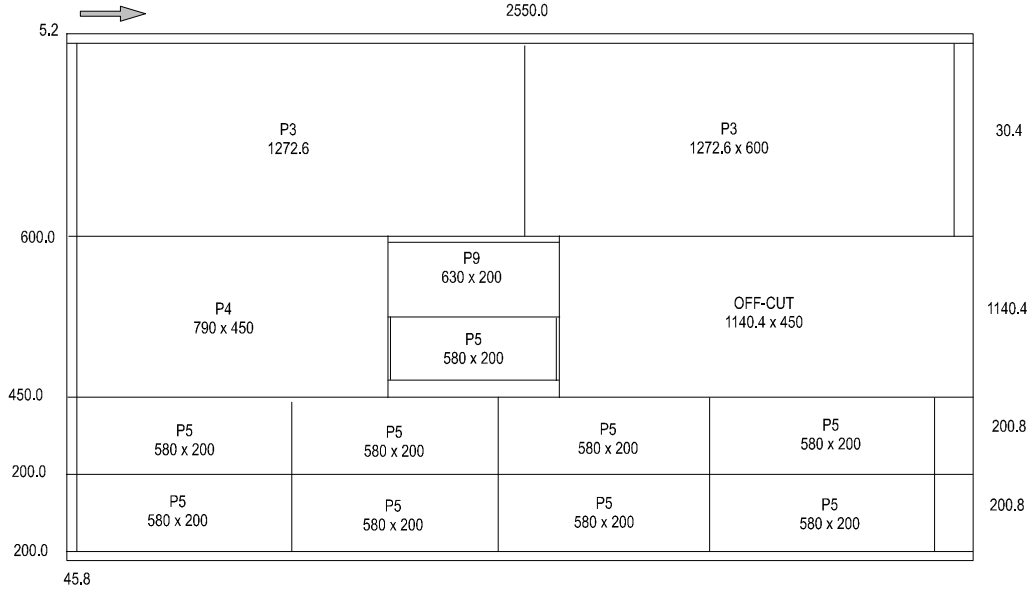 2550.0
5.2
P3
1272.6
P3
1272.6 x 600
30.4
600.0
P9
630 x 200
P4
790 x 450
OFF-CUT
1140.4 x 450
1140.4
P5
580 x 200
450.0
P5
580 x 200
P5
580 x 200
P5
580 x 200
P5
580 x 200
200.8
200.0
P5
580 x 200
P5
580 x 200
P5
580 x 200
P5
580 x 200
200.8
200.0
45.8